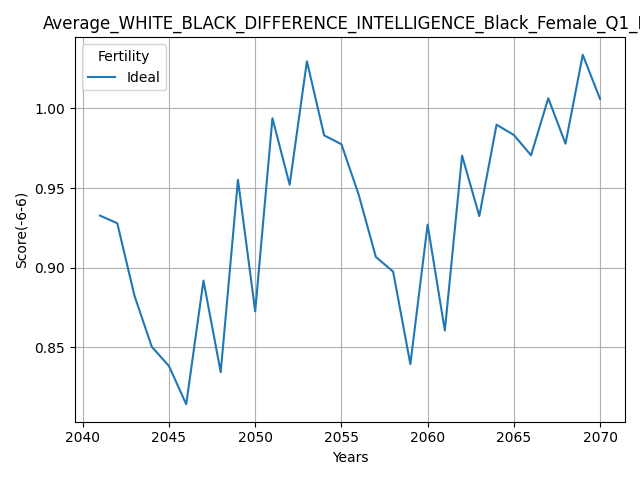 Average_WHITE_BLACK_DIFFERENCE_INTELLIGENCE_Black_Female_Q1_
Fertility
Ideal
1.00
0.95
0.90
0.85
Score(-6-6)
2040 2045 2050 2055 2060 2065 2070
Years